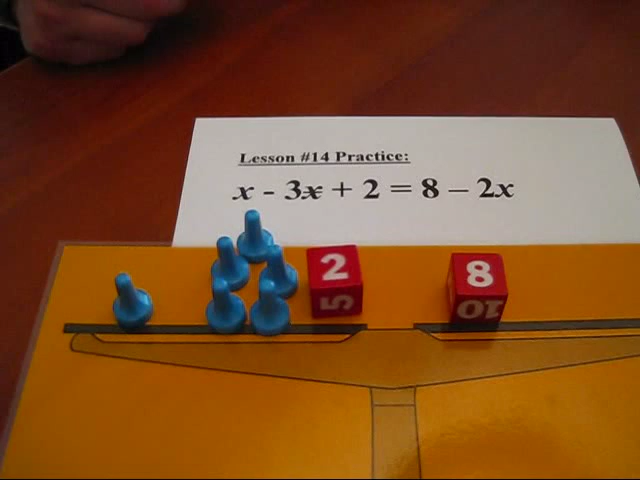 Lesson #14 Practice:
x - 3x + 2 = 8 – 2x
2
5
8
10